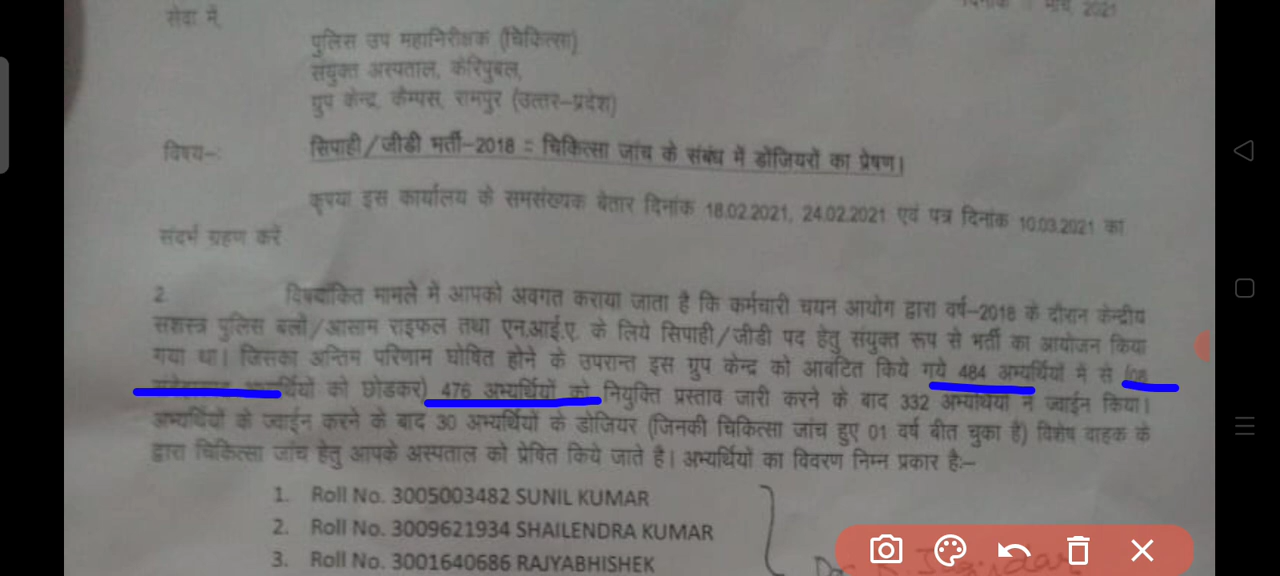 सेवा में,
मार्च 2021
पुलिस उप महानिरीक्षक (चिकित्सा)
संयुक्त अस्पताल, केरिपुबल,
ग्रुप केन्द्र, कैम्पस, रामपुर (उत्तर-प्रदेश)
विषय-: सिपाही/जीडी भर्ती-2018 = चिकित्सा जांच के संबंध में डोजियरों का प्रेषण।
कृपया इस कार्यालय के समसंख्यक बेतार दिनांक 18.02.2021, 24.02.2021 एवं पत्र दिनांक 10.03.2021 का
संदर्भ ग्रहण करें
2 विषयांकित मामले में आपको अवगत कराया जाता है कि कर्मचारी चयन आयोग द्वारा वर्ष-2018 के दौरान केन्द्रीय
सशस्त्र पुलिस बलों/आसाम राइफल तथा एन.आई.ए. के लिये सिपाही/जीडी पद हेतु संयुक्त रूप से भर्ती का आयोजन किया
गया था। जिसका अन्तिम परिणाम घोषित होने के उपरान्त इस ग्रुप केन्द्र को आबंटित किये गये 484 अभ्यर्थियों में से (08
अभ्यर्थियों को छोडकर) 476 अभ्यर्थियों को नियुक्ति प्रस्ताव जारी करने के बाद 332 अभ्यर्थियों ने ज्वाईन किया।
अभ्यर्थियों के ज्वाईन करने के बाद 30 अभ्यर्थियों के डोजियर (जिनकी चिकित्सा जांच हुए 01 वर्ष बीत चुका है) विशेष वाहक के
द्वारा चिकित्सा जांच हेतु आपके अस्पताल को प्रेषित किये जाते है। अभ्यर्थियों का विवरण निम्न प्रकार है:-
1. Roll No. 3005003482 SUNIL KUMAR
2. Roll No. 3009621934 SHAILENDRA KUMAR
3. Roll No. 3001640686 RAJYABHISHEK